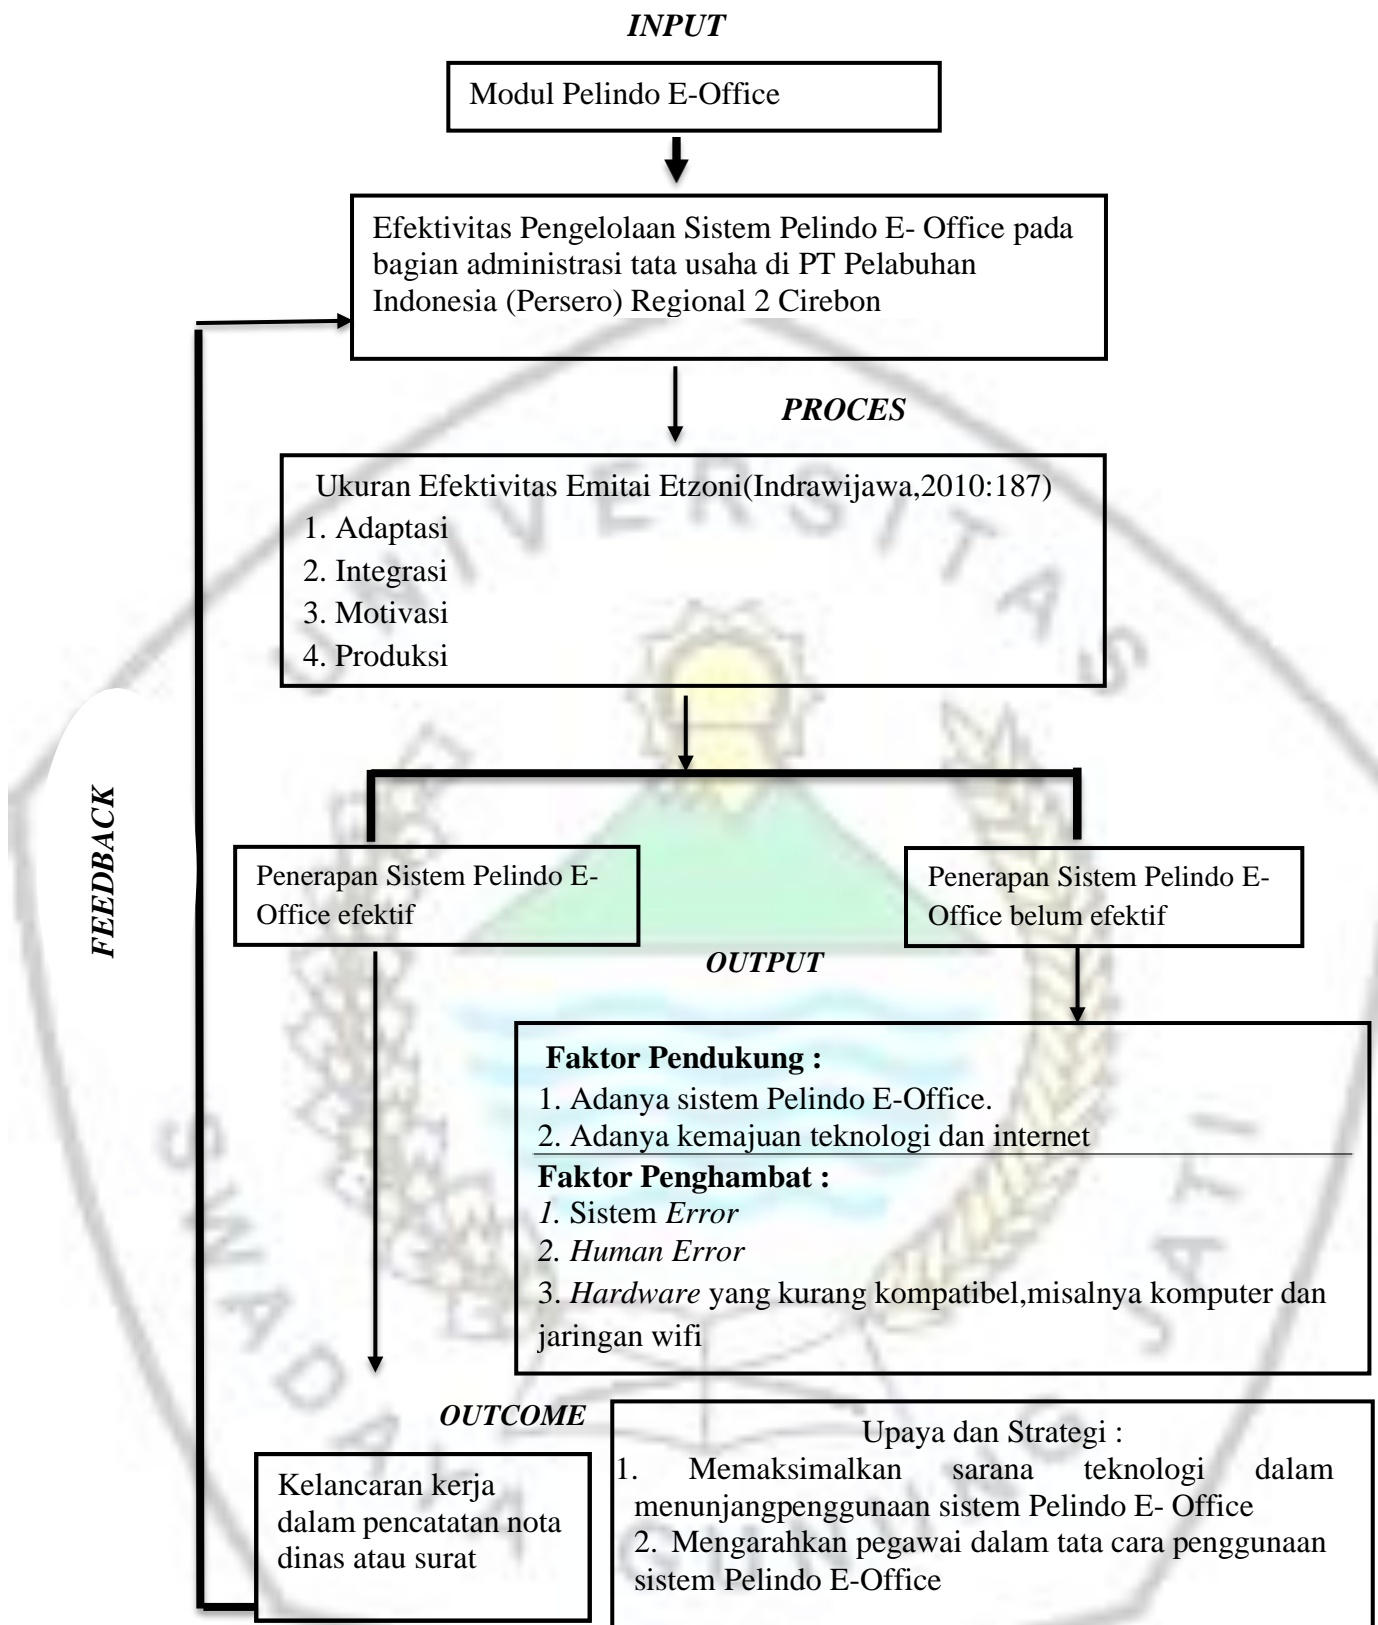 INPUT
Modul Pelindo E-Office
Efektivitas Pengelolaan Sistem Pelindo E- Office pada
bagian administrasi tata usaha di PT Pelabuhan
Indonesia (Persero) Regional 2 Cirebon
PROCES
Ukuran Efektivitas Emitai Etzoni(Indrawijawa,2010:187)
1. Adaptasi
2. Integrasi
3. Motivasi
4. Produksi
FEEDBACK
Penerapan Sistem Pelindo E-
Office efektif
Penerapan Sistem Pelindo E-
Office belum efektif
OUTPUT
Faktor Pendukung :
1. Adanya sistem Pelindo E-Office.
2. Adanya kemajuan teknologi dan internet
Faktor Penghambat :
1. Sistem Error
2. Human Error
3. Hardware yang kurang kompatibel,misalnya komputer dan
jaringan wifi
OUTCOME
Kelancaran kerja
dalam pencatatan nota
dinas atau surat
Upaya dan Strategi :
1. Memaksimalkan sarana teknologi dalam
menunjangpenggunaan sistem Pelindo E- Office
2. Mengarahkan pegawai dalam tata cara penggunaan
sistem Pelindo E-Office
UNIVERSITAS
SWADAYA GUNUNG JATI